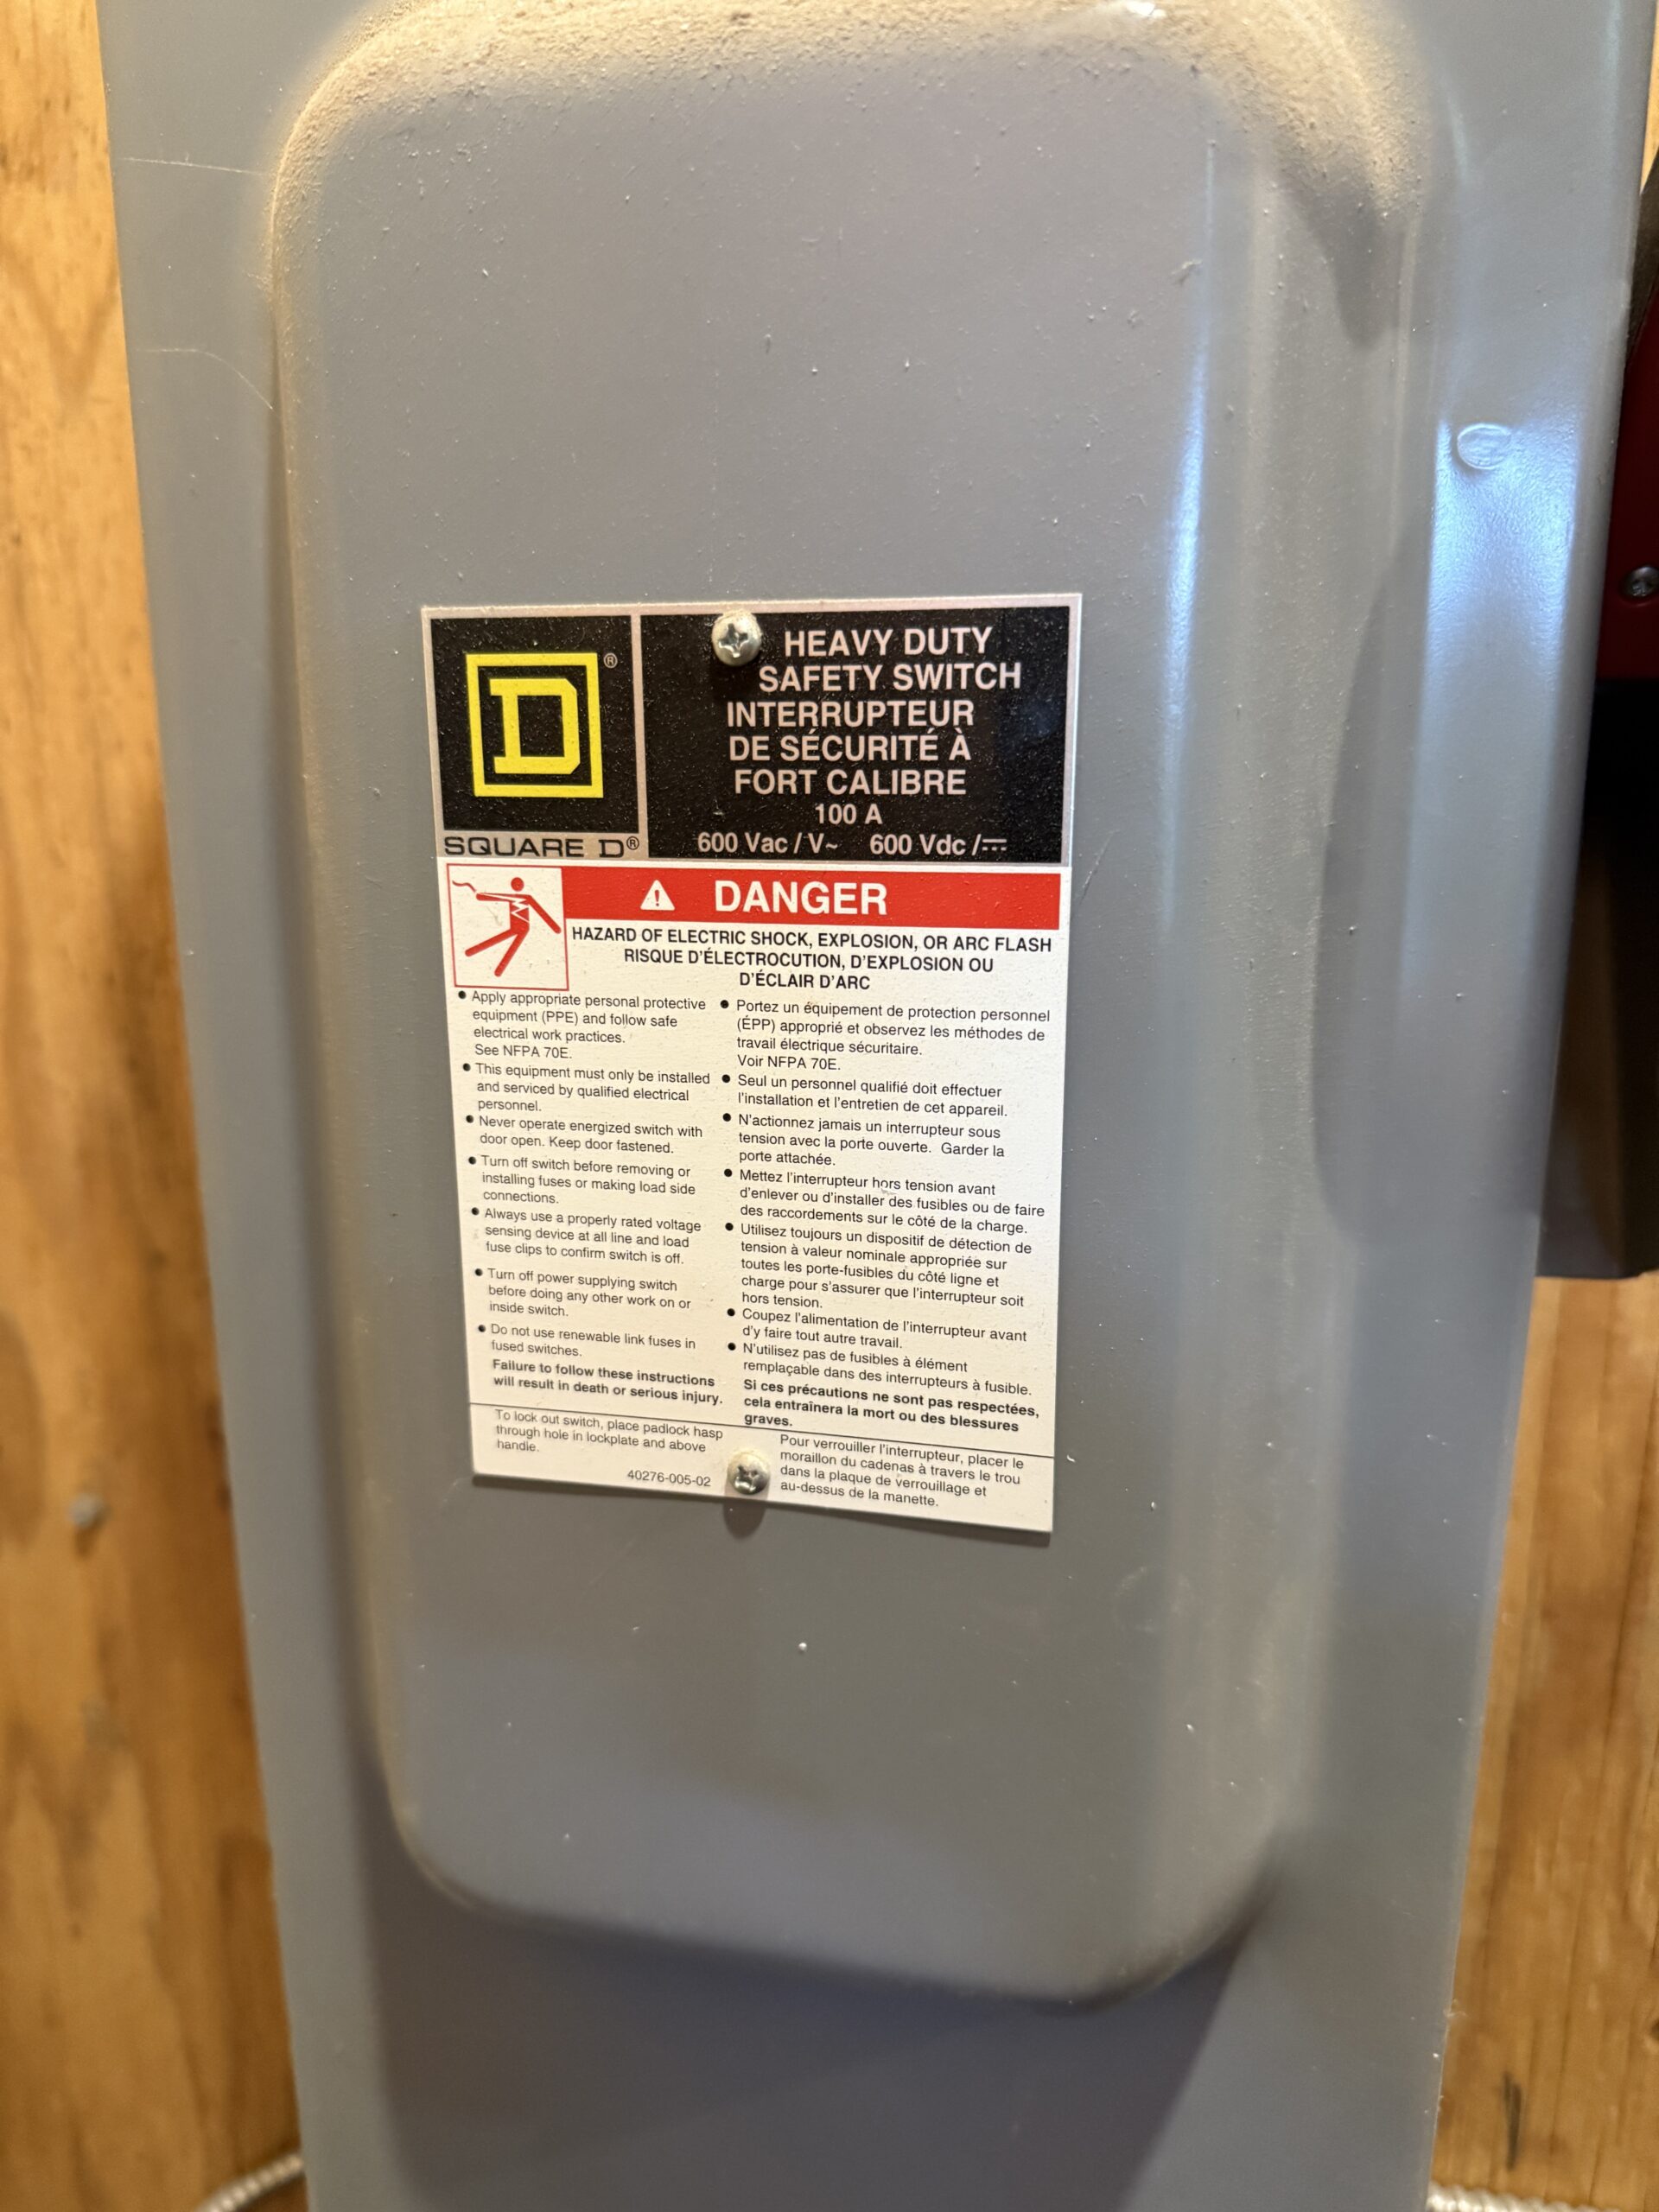 D®
SQUARE D®
HEAVY DUTY
SAFETY SWITCH
INTERRUPTEUR
DE SÉCURITÉ À
FORT CALIBRE
100 A
600 Vac / V~ 600 Vdc /⎓
⚠ DANGER
HAZARD OF ELECTRIC SHOCK, EXPLOSION, OR ARC FLASH
RISQUE D'ÉLECTROCUTION, D'EXPLOSION OU
D'ÉCLAIR D'ARC
● Apply appropriate personal protective
equipment (PPE) and follow safe
electrical work practices.
See NFPA 70E.
● This equipment must only be installed
and serviced by qualified electrical
personnel.
● Never operate energized switch with
door open. Keep door fastened.
● Turn off switch before removing or
installing fuses or making load side
connections.
● Always use a properly rated voltage
sensing device at all line and load
fuse clips to confirm switch is off.
● Turn off power supplying switch
before doing any other work on or
inside switch.
● Do not use renewable link fuses in
fused switches.
Failure to follow these instructions
will result in death or serious injury.
● Portez un équipement de protection personnel
(ÉPP) approprié et observez les méthodes de
travail électrique sécuritaire.
Voir NFPA 70E.
● Seul un personnel qualifié doit effectuer
l'installation et l'entretien de cet appareil.
● N'actionnez jamais un interrupteur sous
tension avec la porte ouverte. Garder la
porte attachée.
● Mettez l'interrupteur hors tension avant
d'enlever ou d'installer des fusibles ou de faire
des raccordements sur le côté de la charge.
● Utilisez toujours un dispositif de détection de
tension à valeur nominale appropriée sur
toutes les porte-fusibles du côté ligne et
charge pour s'assurer que l'interrupteur soit
hors tension.
● Coupez l'alimentation de l'interrupteur avant
d'y faire tout autre travail.
● N'utilisez pas de fusibles à élément
remplaçable dans des interrupteurs à fusible.
Si ces précautions ne sont pas respectées,
cela entraînera la mort ou des blessures
graves.
To lock out switch, place padlock hasp
through hole in lockplate and above
handle.
40276-005-02
Pour verrouiller l'interrupteur, placer le
moraillon du cadenas à travers le trou
dans la plaque de verrouillage et
au-dessus de la manette.